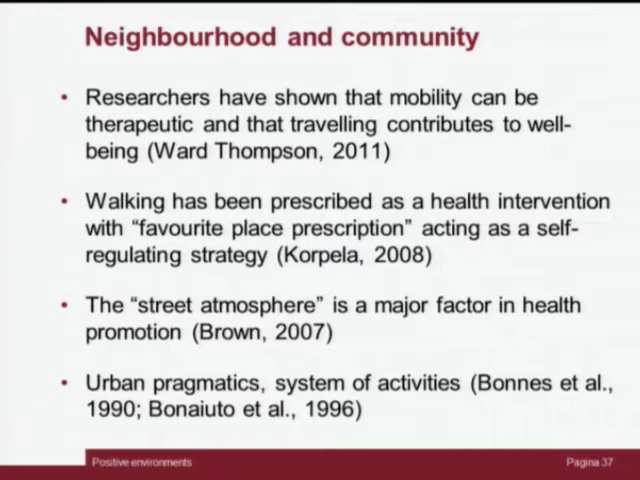 Neighbourhood and community
• Researchers have shown that mobility can be
therapeutic and that travelling contributes to well-
being (Ward Thompson, 2011)
• Walking has been prescribed as a health intervention
with “favourite place prescription” acting as a self-
regulating strategy (Korpela, 2008)
• The “street atmosphere” is a major factor in health
promotion (Brown, 2007)
• Urban pragmatics, system of activities (Bonnes et al.,
1990; Bonaiuto et al., 1996)
Positive environments
Pagina 37